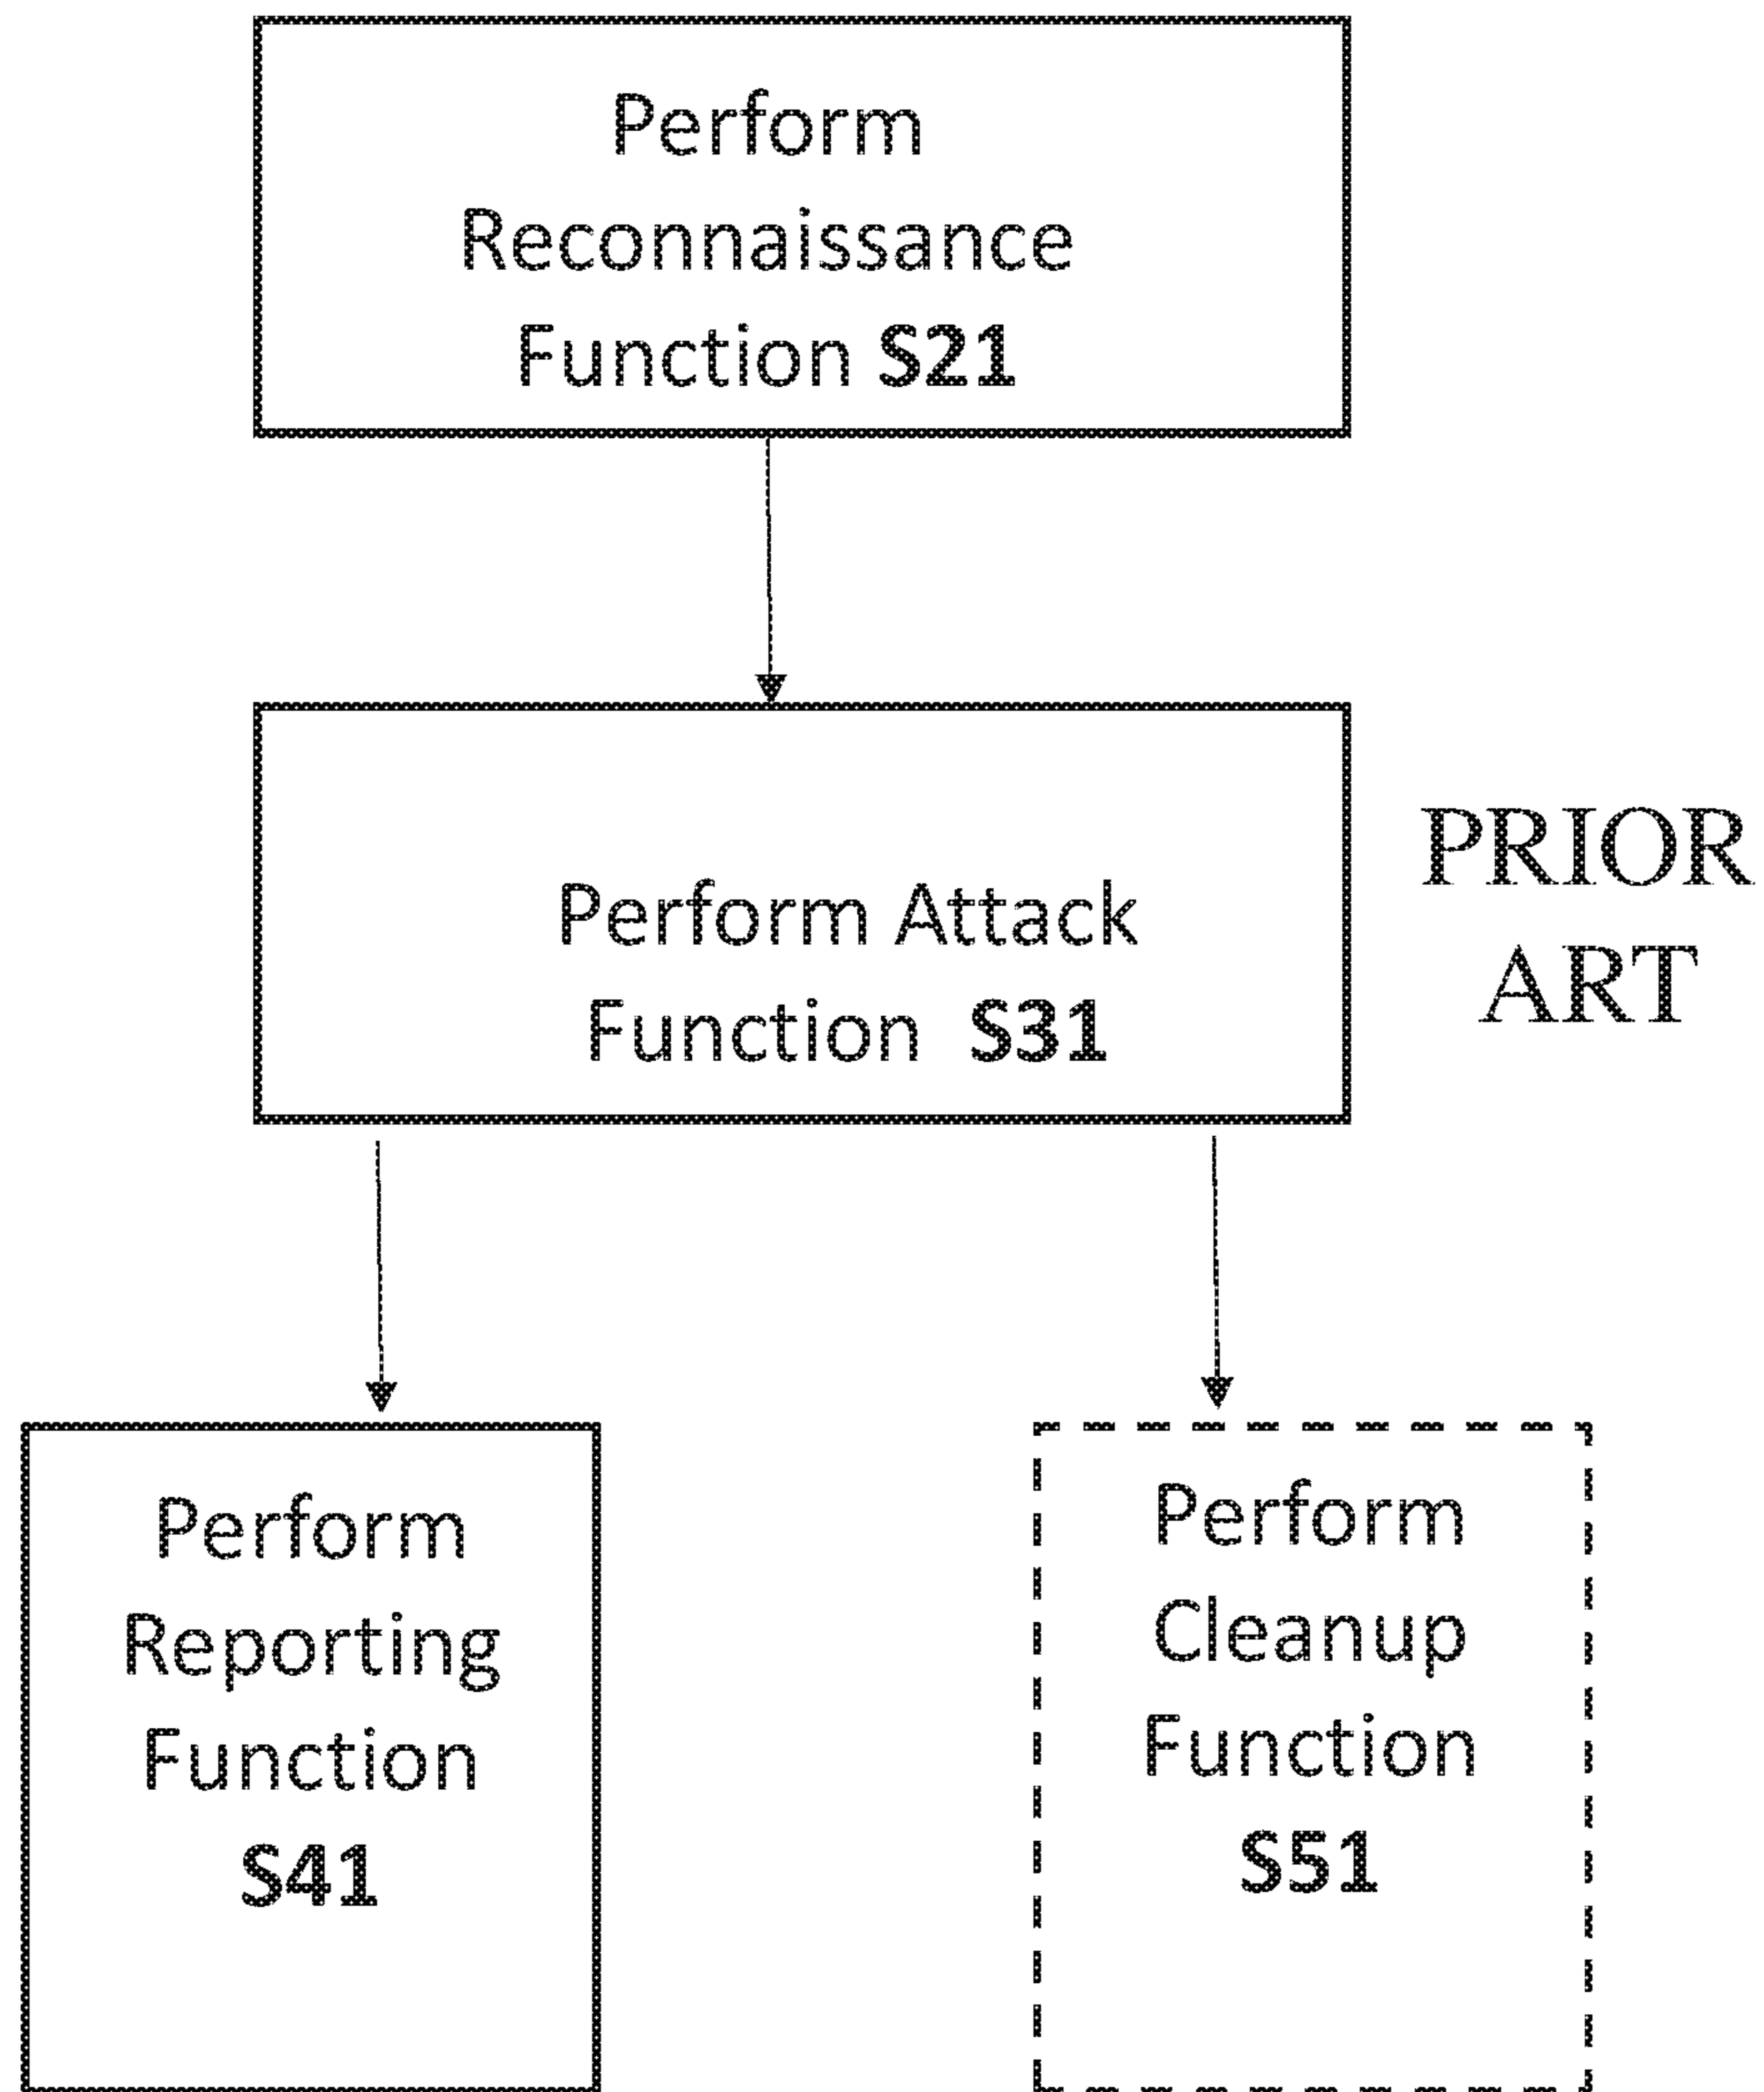 Perform
Reconnaissance
Function S21
Perform Attack
Function S31
PRIOR
ART
Perform
Reporting
Function
S41
Perform
Cleanup
Function
S51